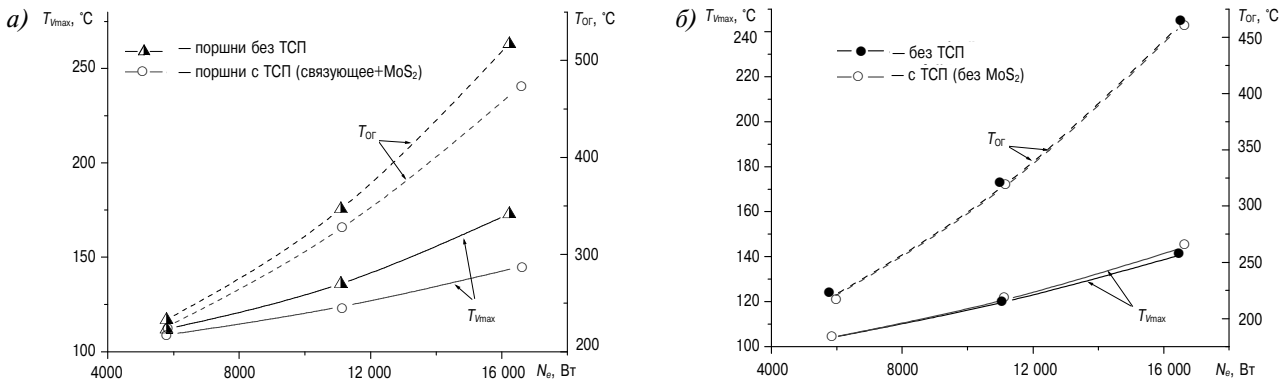 а) T_Vmax, ˚C T_ОГ, ˚C
— поршни без ТСП
— поршни с ТСП (связующее+MoS₂)
250
200
150
100
500
400
300
200
T_ОГ
T_Vmax
4000 8000 12 000 16 000 N_e, Вт
б) T_Vmax, ˚C T_ОГ, ˚C
— без ТСП
— с ТСП (без MoS₂)
240
220
200
180
160
140
120
100
450
400
350
300
250
200
T_ОГ
T_Vmax
4000 8000 12 000 16 000 N_e, Вт